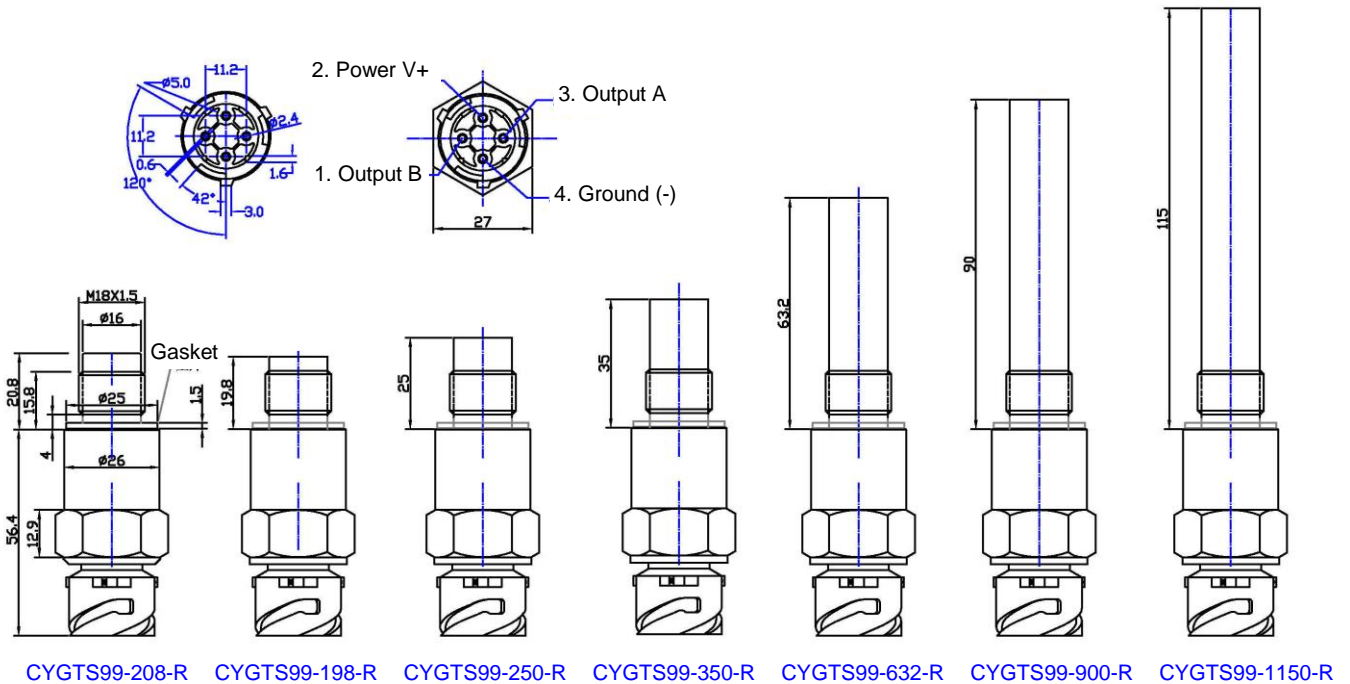 11.2
ø5.0
11.2
ø2.4
0.6
1.6
120°
42°
3.0
2. Power V+
3. Output A
1. Output B
4. Ground (-)
27
M18X1.5
ø16
Gasket
20.8
15.8
ø25
1.5
4
ø26
56.4
12.9
19.8
25
35
63.2
90
115
CYGTS99-208-R CYGTS99-198-R CYGTS99-250-R CYGTS99-350-R CYGTS99-632-R CYGTS99-900-R CYGTS99-1150-R